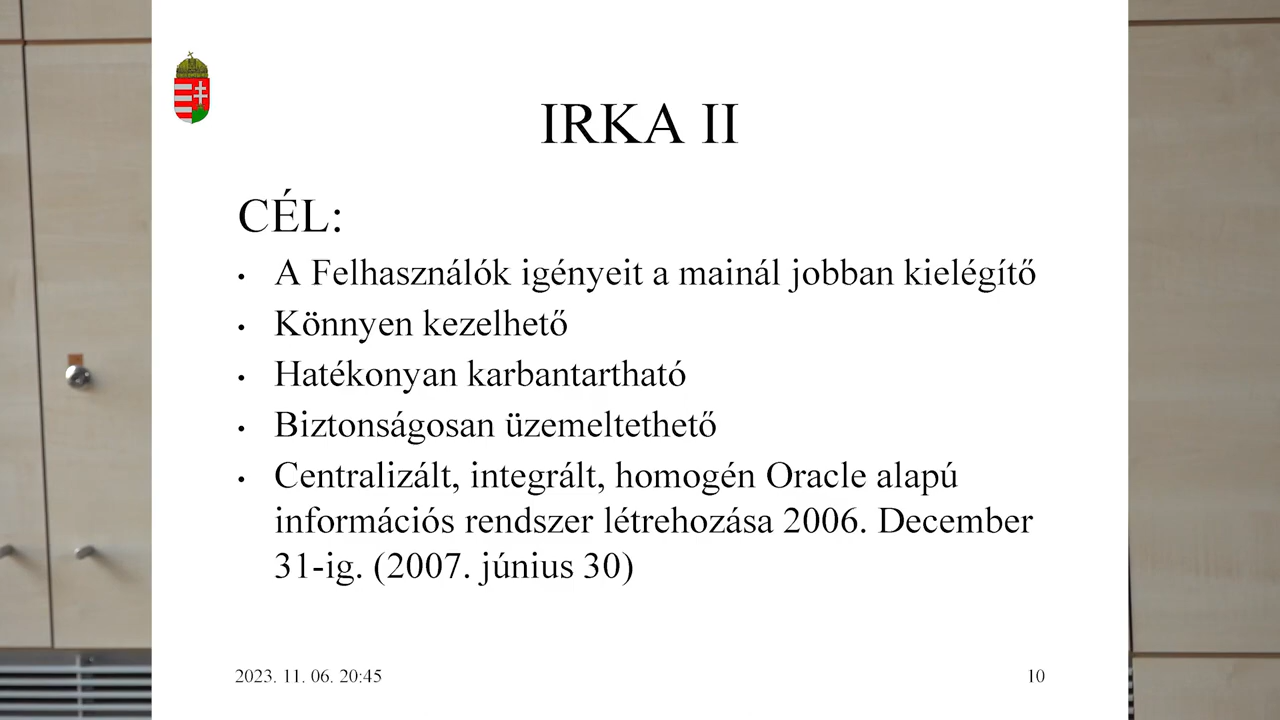 IRKA II
CÉL:
• A Felhasználók igényeit a mainál jobban kielégítő
• Könnyen kezelhető
• Hatékonyan karbantartható
• Biztonságosan üzemeltethető
• Centralizált, integrált, homogén Oracle alapú
információs rendszer létrehozása 2006. December
31-ig. (2007. június 30)
2023. 11. 06. 20:45
10